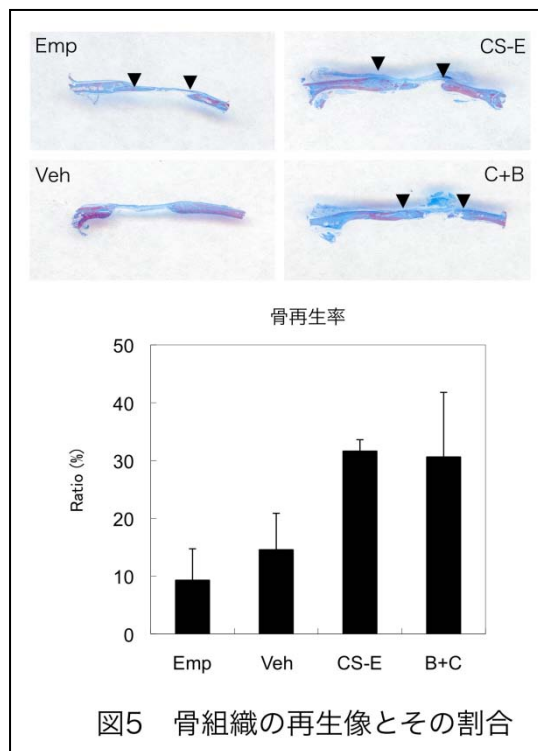 Emp
CS-E
Veh
C+B
骨再生率
50
40
30
20
10
0
Ratio (%)
Emp Veh CS-E B+C
図5 骨組織の再生像とその割合